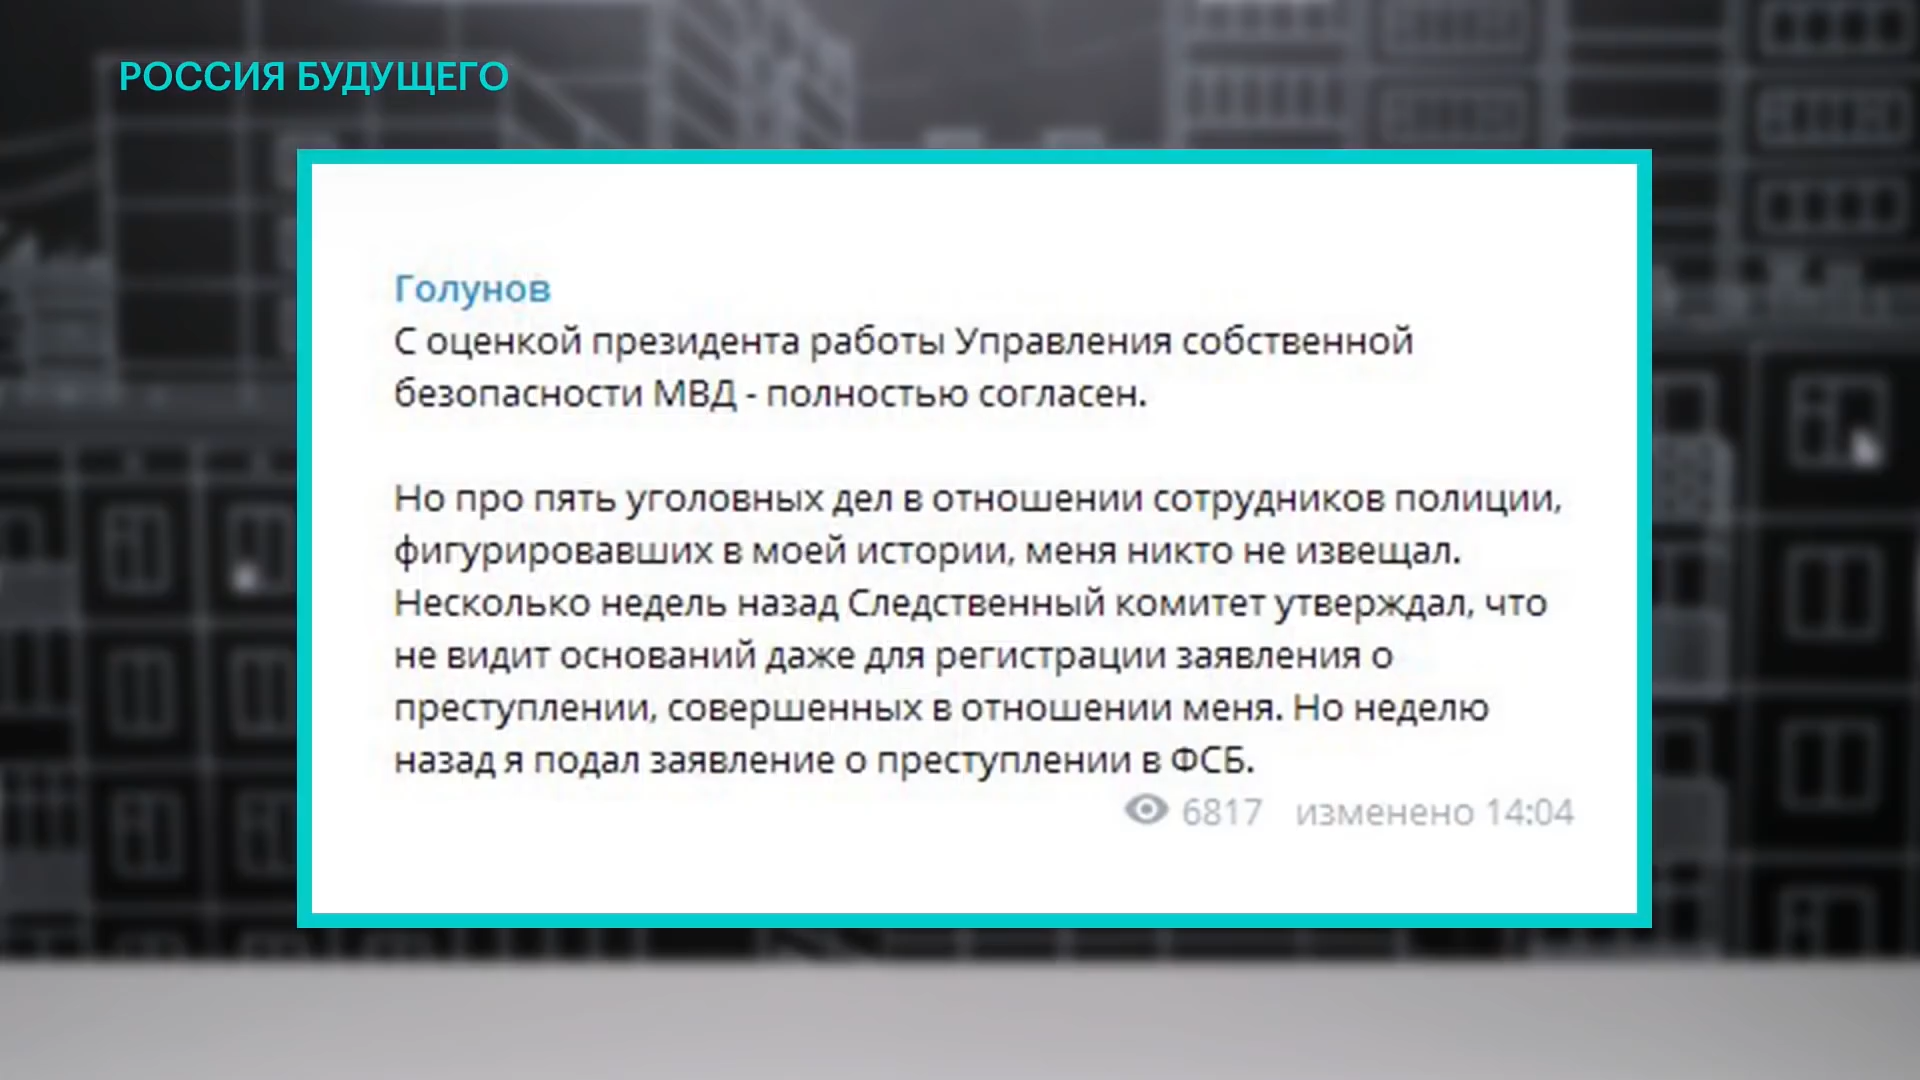 РОССИЯ БУДУЩЕГО
Голунов
С оценкой президента работы Управления собственной
безопасности МВД - полностью согласен.
Но про пять уголовных дел в отношении сотрудников полиции,
фигурировавших в моей истории, меня никто не извещал.
Несколько недель назад Следственный комитет утверждал, что
не видит оснований даже для регистрации заявления о
преступлении, совершенных в отношении меня. Но неделю
назад я подал заявление о преступлении в ФСБ.
6817 изменено 14:04